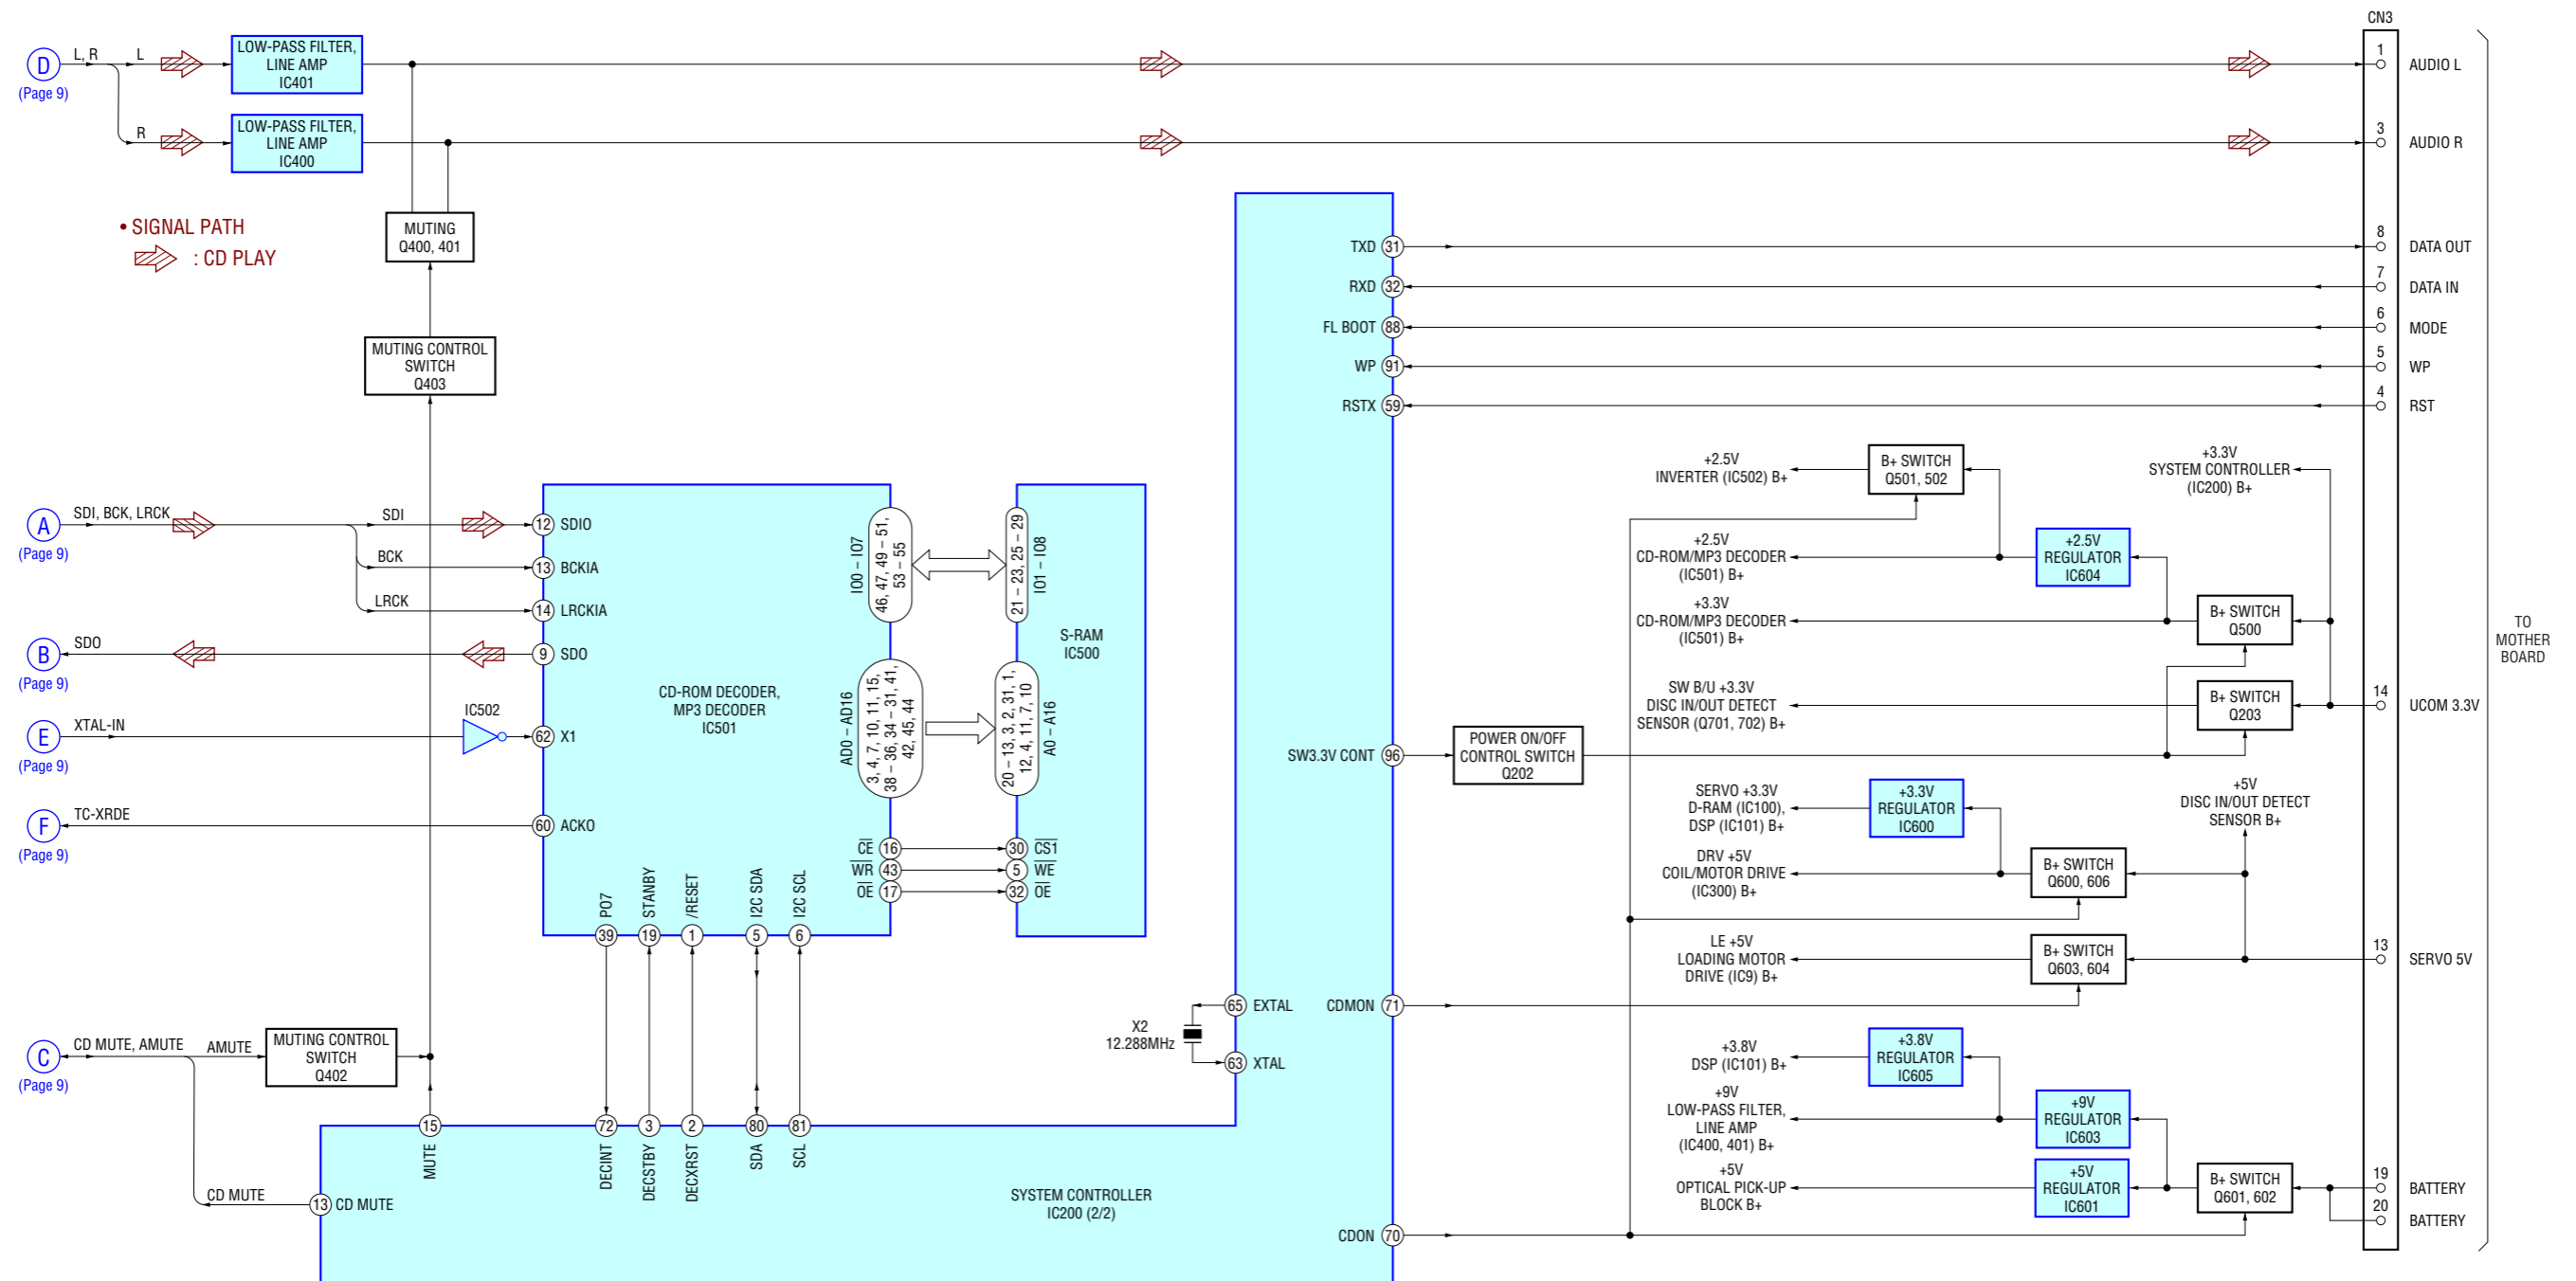 CN3
D
(Page 9)
L, R
L
R
LOW-PASS FILTER,
LINE AMP
IC401
LOW-PASS FILTER,
LINE AMP
IC400
1
AUDIO L
3
AUDIO R
• SIGNAL PATH
: CD PLAY
MUTING
Q400, 401
MUTING CONTROL
SWITCH
Q403
TXD 31
8
DATA OUT
RXD 32
7
DATA IN
FL BOOT 88
6
MODE
WP 91
5
WP
RSTX 59
4
RST
A
(Page 9)
SDI, BCK, LRCK
SDI
BCK
LRCK
12 SDIO
13 BCKIA
14 LRCKIA
B
(Page 9)
SDO
9 SDO
E
(Page 9)
XTAL-IN
IC502
62 X1
F
(Page 9)
TC-XRDE
60 ACKO
CD-ROM DECODER,
MP3 DECODER
IC501
IO0 – IO7
46, 47, 49 – 51,
53 – 55
21 – 23, 25 – 29
IO1 – IO8
S-RAM
IC500
AD0 – AD16
3, 4, 7, 10, 11, 15,
38 – 36, 34 – 31, 41,
42, 45, 44
20 – 13, 3, 2, 31, 1,
12, 4, 11, 7, 10
A0 – A16
CE 16
30 CS1
WR 43
5 WE
OE 17
32 OE
PO7
STANBY
/RESET
I2C SDA
I2C SCL
39
19
1
5
6
C
(Page 9)
CD MUTE, AMUTE
AMUTE
MUTING CONTROL
SWITCH
Q402
CD MUTE
15
MUTE
72
DECINT
3
DECSTBY
2
DECXRST
80
SDA
81
SCL
13 CD MUTE
SYSTEM CONTROLLER
IC200 (2/2)
X2
12.288MHz
65 EXTAL
63 XTAL
SW3.3V CONT 96
POWER ON/OFF
CONTROL SWITCH
Q202
CDMON 71
CDON 70
+2.5V
INVERTER (IC502) B+
B+ SWITCH
Q501, 502
+3.3V
SYSTEM CONTROLLER
(IC200) B+
+2.5V
CD-ROM/MP3 DECODER
(IC501) B+
+2.5V
REGULATOR
IC604
+3.3V
CD-ROM/MP3 DECODER
(IC501) B+
B+ SWITCH
Q500
SW B/U +3.3V
DISC IN/OUT DETECT
SENSOR (Q701, 702) B+
B+ SWITCH
Q203
14
UCOM 3.3V
SERVO +3.3V
D-RAM (IC100),
DSP (IC101) B+
+3.3V
REGULATOR
IC600
+5V
DISC IN/OUT DETECT
SENSOR B+
DRV +5V
COIL/MOTOR DRIVE
(IC300) B+
B+ SWITCH
Q600, 606
LE +5V
LOADING MOTOR
DRIVE (IC9) B+
B+ SWITCH
Q603, 604
13
SERVO 5V
+3.8V
DSP (IC101) B+
+3.8V
REGULATOR
IC605
+9V
LOW-PASS FILTER,
LINE AMP
(IC400, 401) B+
+9V
REGULATOR
IC603
+5V
OPTICAL PICK-UP
BLOCK B+
+5V
REGULATOR
IC601
B+ SWITCH
Q601, 602
19
BATTERY
20
BATTERY
TO
MOTHER
BOARD